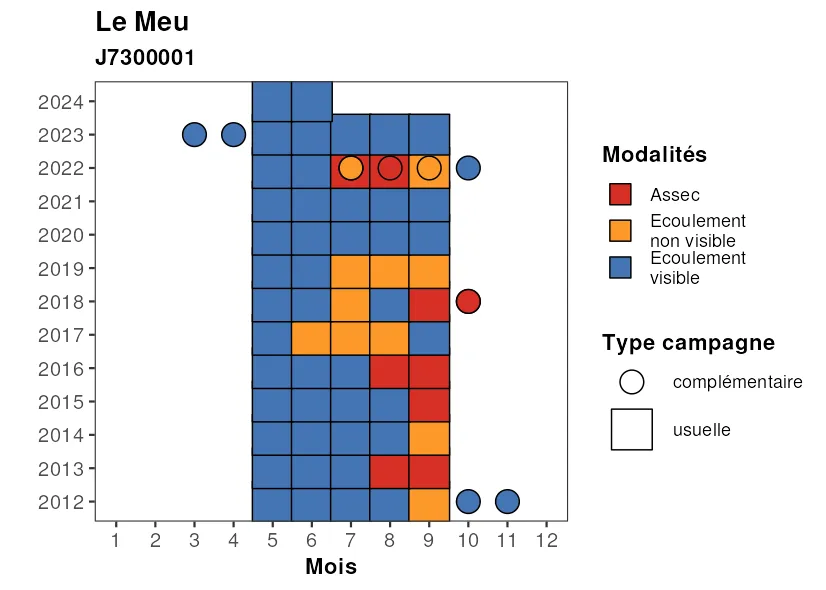 Le Meu
J7300001
2024
2023
2022
2021
2020
2019
2018
2017
2016
2015
2014
2013
2012
1 2 3 4 5 6 7 8 9 10 11 12
Mois
Modalités
Assec
Ecoulement
non visible
Ecoulement
visible
Type campagne
complémentaire
usuelle